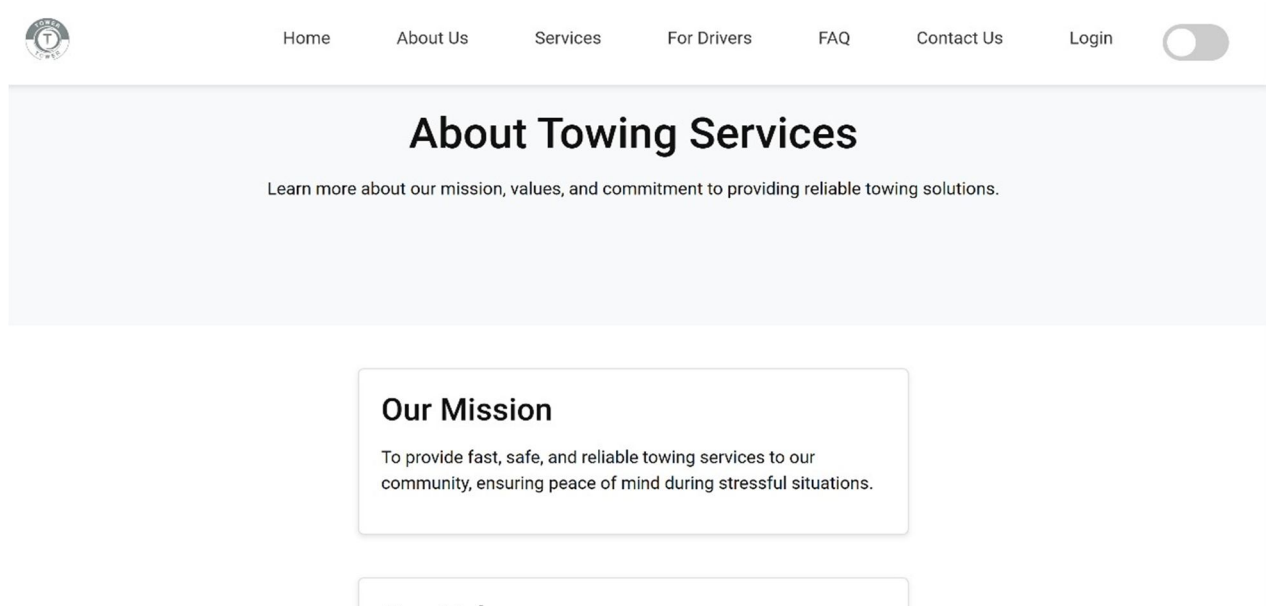 TOWER
T
TOWER
Home About Us Services For Drivers FAQ Contact Us Login
About Towing Services
Learn more about our mission, values, and commitment to providing reliable towing solutions.
Our Mission
To provide fast, safe, and reliable towing services to our
community, ensuring peace of mind during stressful situations.